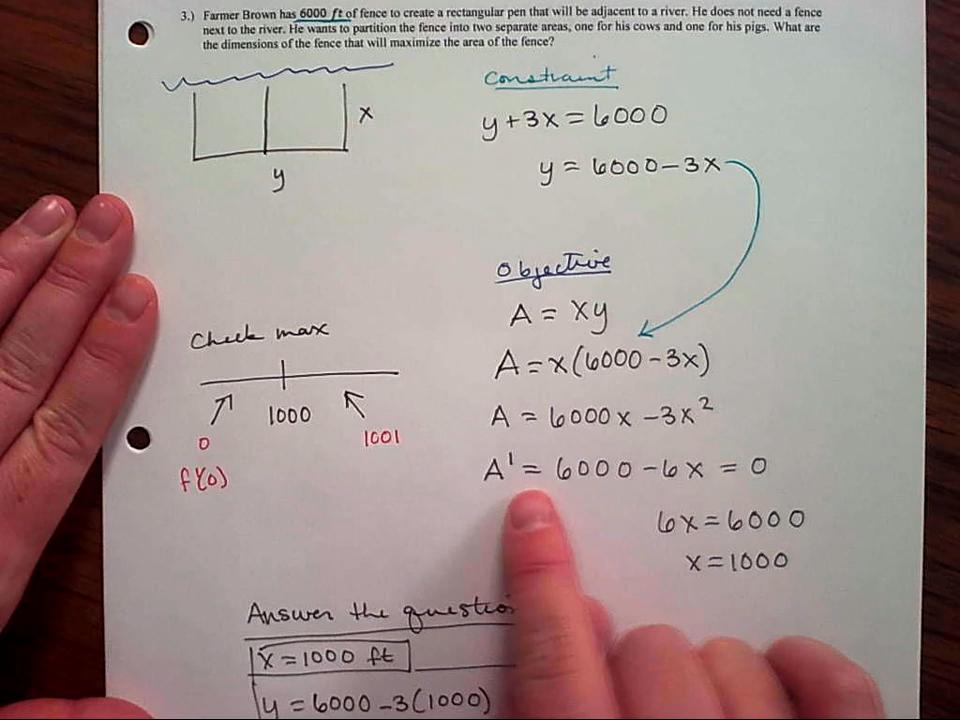 3.) Farmer Brown has 6000 ft of fence to create a rectangular pen that will be adjacent to a river. He does not need a fence
next to the river. He wants to partition the fence into two separate areas, one for his cows and one for his pigs. What are
the dimensions of the fence that will maximize the area of the fence?
x
y
Constraint
y+3x=6000
y = 6000-3x
Objective
A = xy
A = x(6000-3x)
A = 6000x -3x²
A' = 6000-6x = 0
6x=6000
x=1000
Check max
1000
0
1001
f'(0)
Answer the question
x = 1000 ft
y = 6000-3(1000)